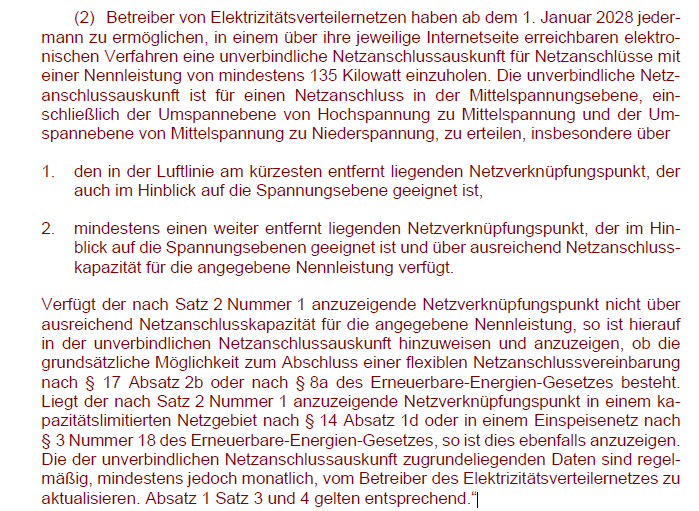 (2) Betreiber von Elektrizitätsverteilernetzen haben ab dem 1. Januar 2028 jeder-
mann zu ermöglichen, in einem über ihre jeweilige Internetseite erreichbaren elektro-
nischen Verfahren eine unverbindliche Netzanschlussauskunft für Netzanschlüsse mit
einer Nennleistung von mindestens 135 Kilowatt einzuholen. Die unverbindliche Netz-
anschlussauskunft ist für einen Netzanschluss in der Mittelspannungsebene, ein-
schließlich der Umspannebene von Hochspannung zu Mittelspannung und der Um-
spannebene von Mittelspannung zu Niederspannung, zu erteilen, insbesondere über
1. den in der Luftlinie am kürzesten entfernt liegenden Netzverknüpfungspunkt, der
auch im Hinblick auf die Spannungsebene geeignet ist,
2. mindestens einen weiter entfernt liegenden Netzverknüpfungspunkt, der im Hin-
blick auf die Spannungsebenen geeignet ist und über ausreichend Netzanschluss-
kapazität für die angegebene Nennleistung verfügt.
Verfügt der nach Satz 2 Nummer 1 anzuzeigende Netzverknüpfungspunkt nicht über
ausreichend Netzanschlusskapazität für die angegebene Nennleistung, so ist hierauf
in der unverbindlichen Netzanschlussauskunft hinzuweisen und anzuzeigen, ob die
grundsätzliche Möglichkeit zum Abschluss einer flexiblen Netzanschlussvereinbarung
nach § 17 Absatz 2b oder nach § 8a des Erneuerbare-Energien-Gesetzes besteht.
Liegt der nach Satz 2 Nummer 1 anzuzeigende Netzverknüpfungspunkt in einem ka-
pazitätslimitierten Netzgebiet nach § 14 Absatz 1d oder in einem Einspeisenetz nach
§ 3 Nummer 18 des Erneuerbare-Energien-Gesetzes, so ist dies ebenfalls anzuzeigen.
Die der unverbindlichen Netzanschlussauskunft zugrundeliegenden Daten sind regel-
mäßig, mindestens jedoch monatlich, vom Betreiber des Elektrizitätsverteilernetzes zu
aktualisieren. Absatz 1 Satz 3 und 4 gelten entsprechend.“